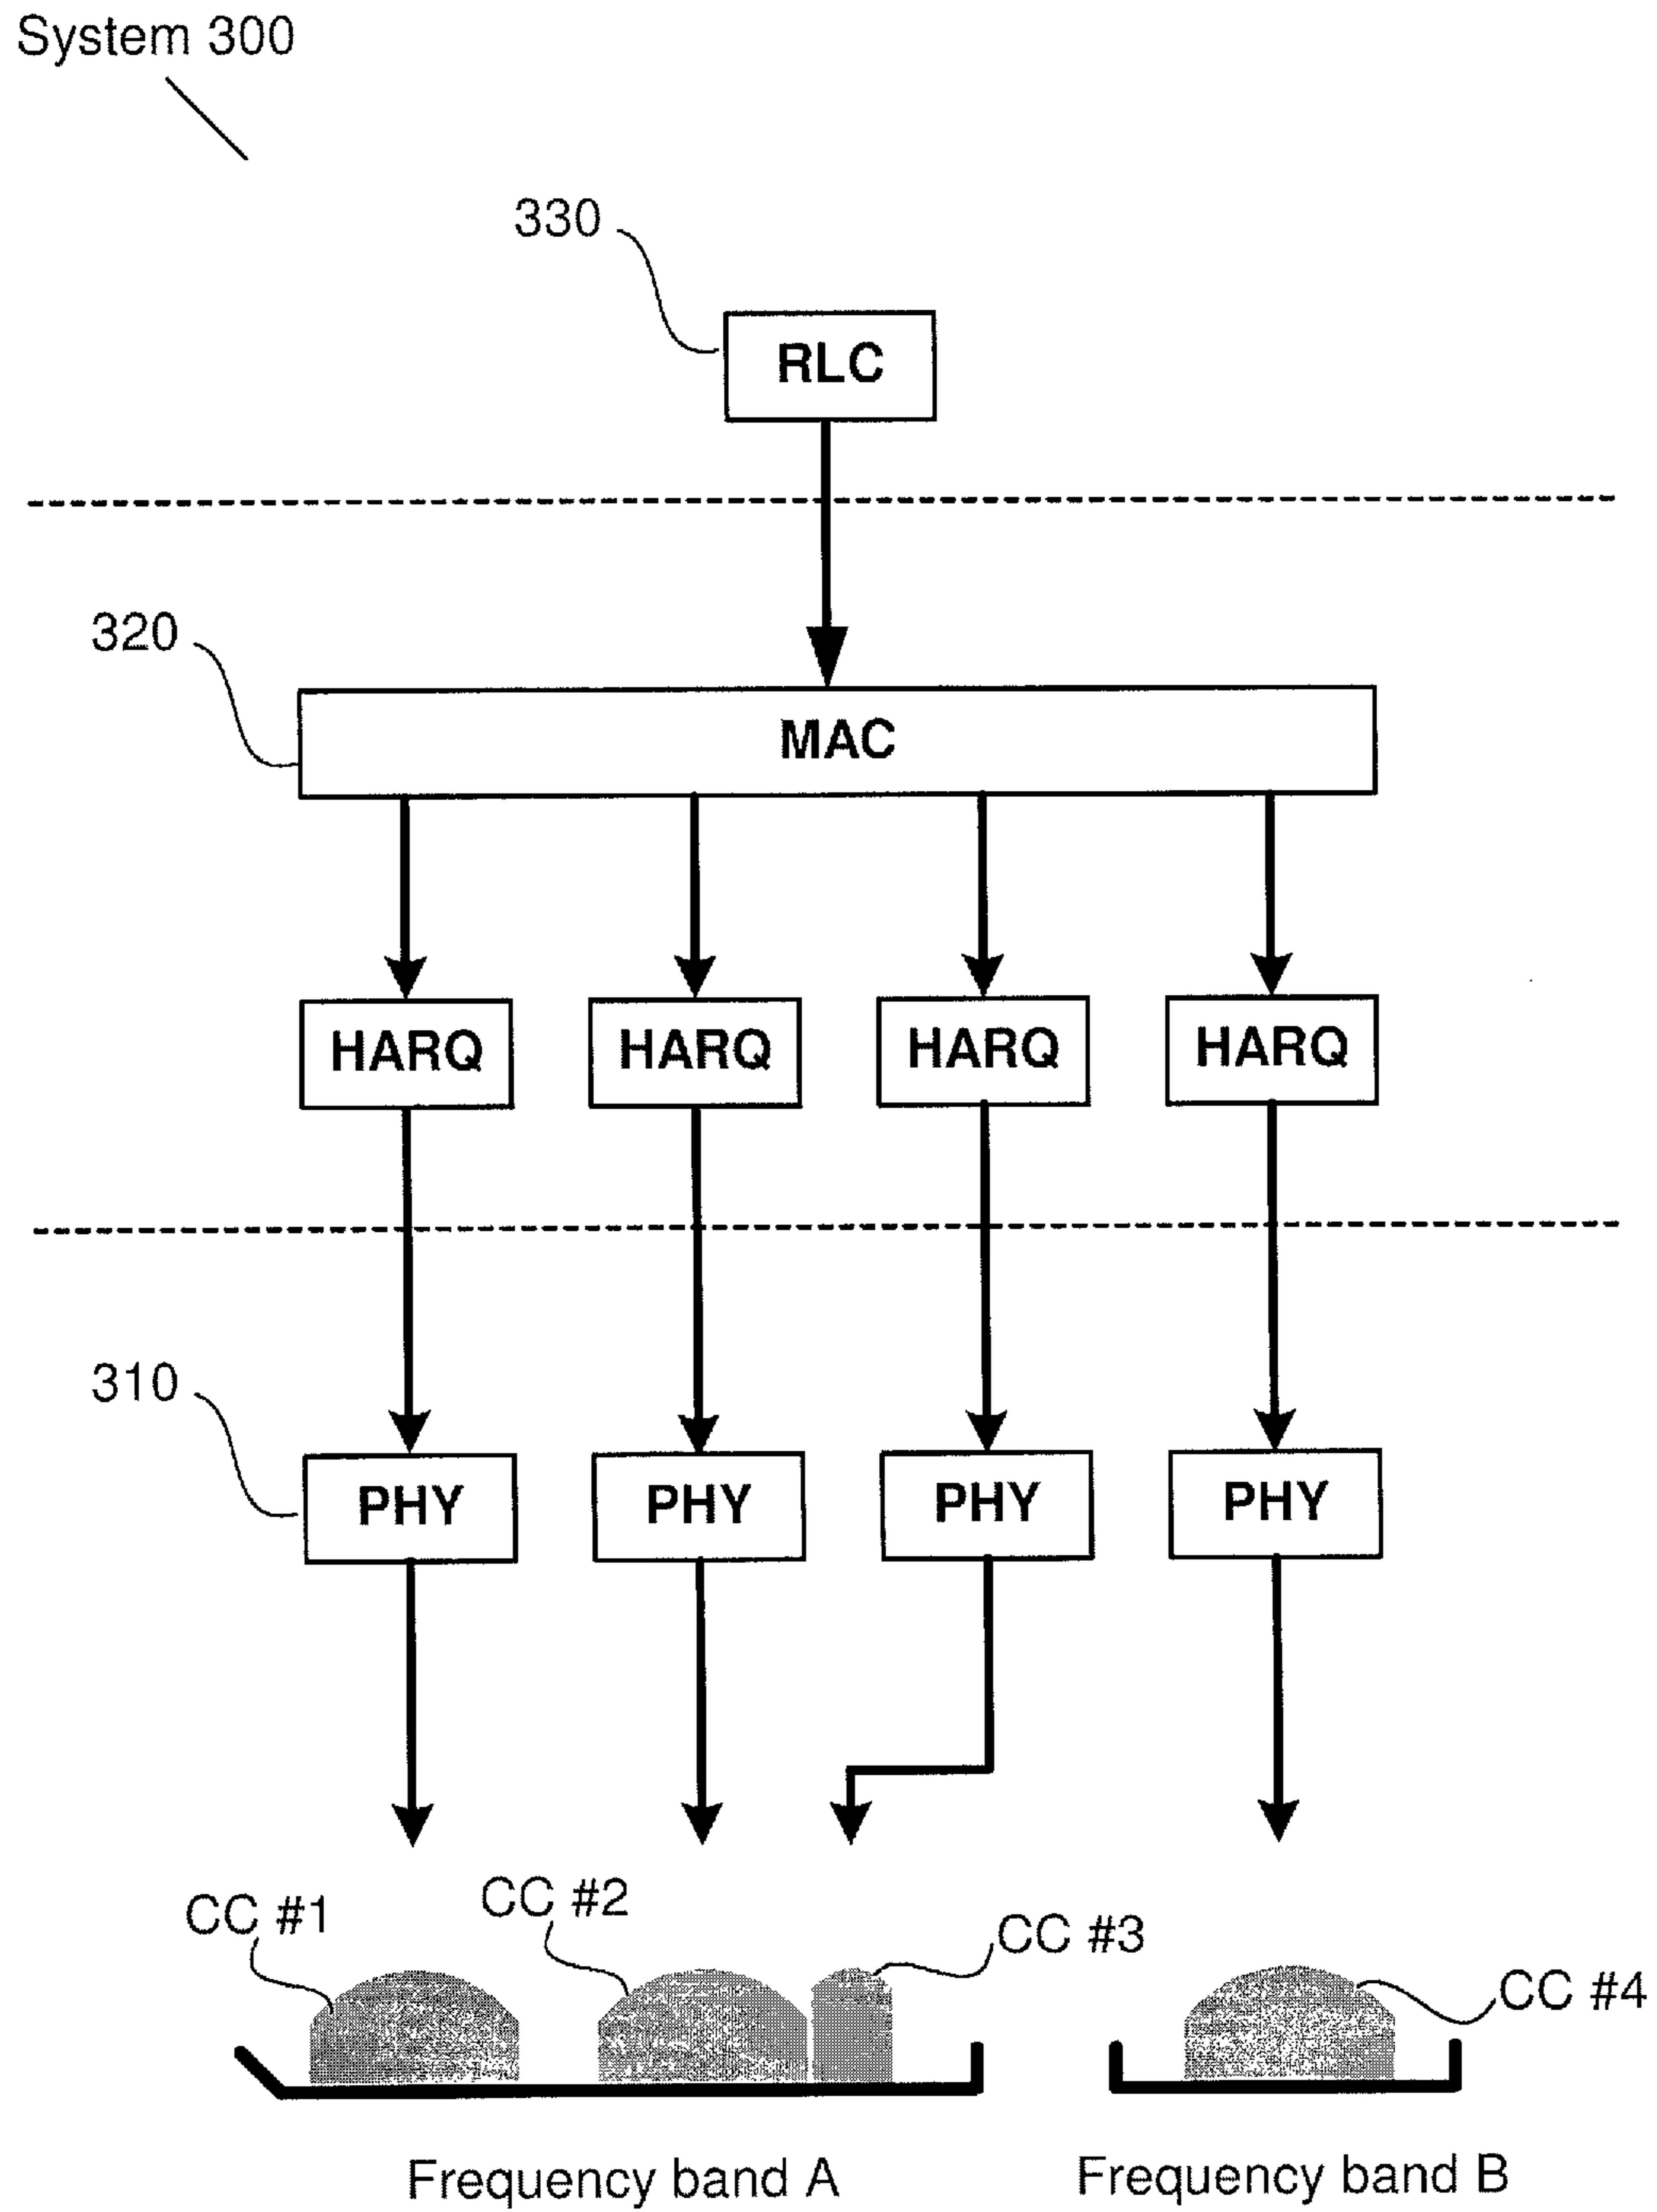 System 300
330
RLC
320
MAC
HARQ HARQ HARQ HARQ
310
PHY PHY PHY PHY
CC #1
CC #2
CC #3
CC #4
Frequency band A
Frequency band B